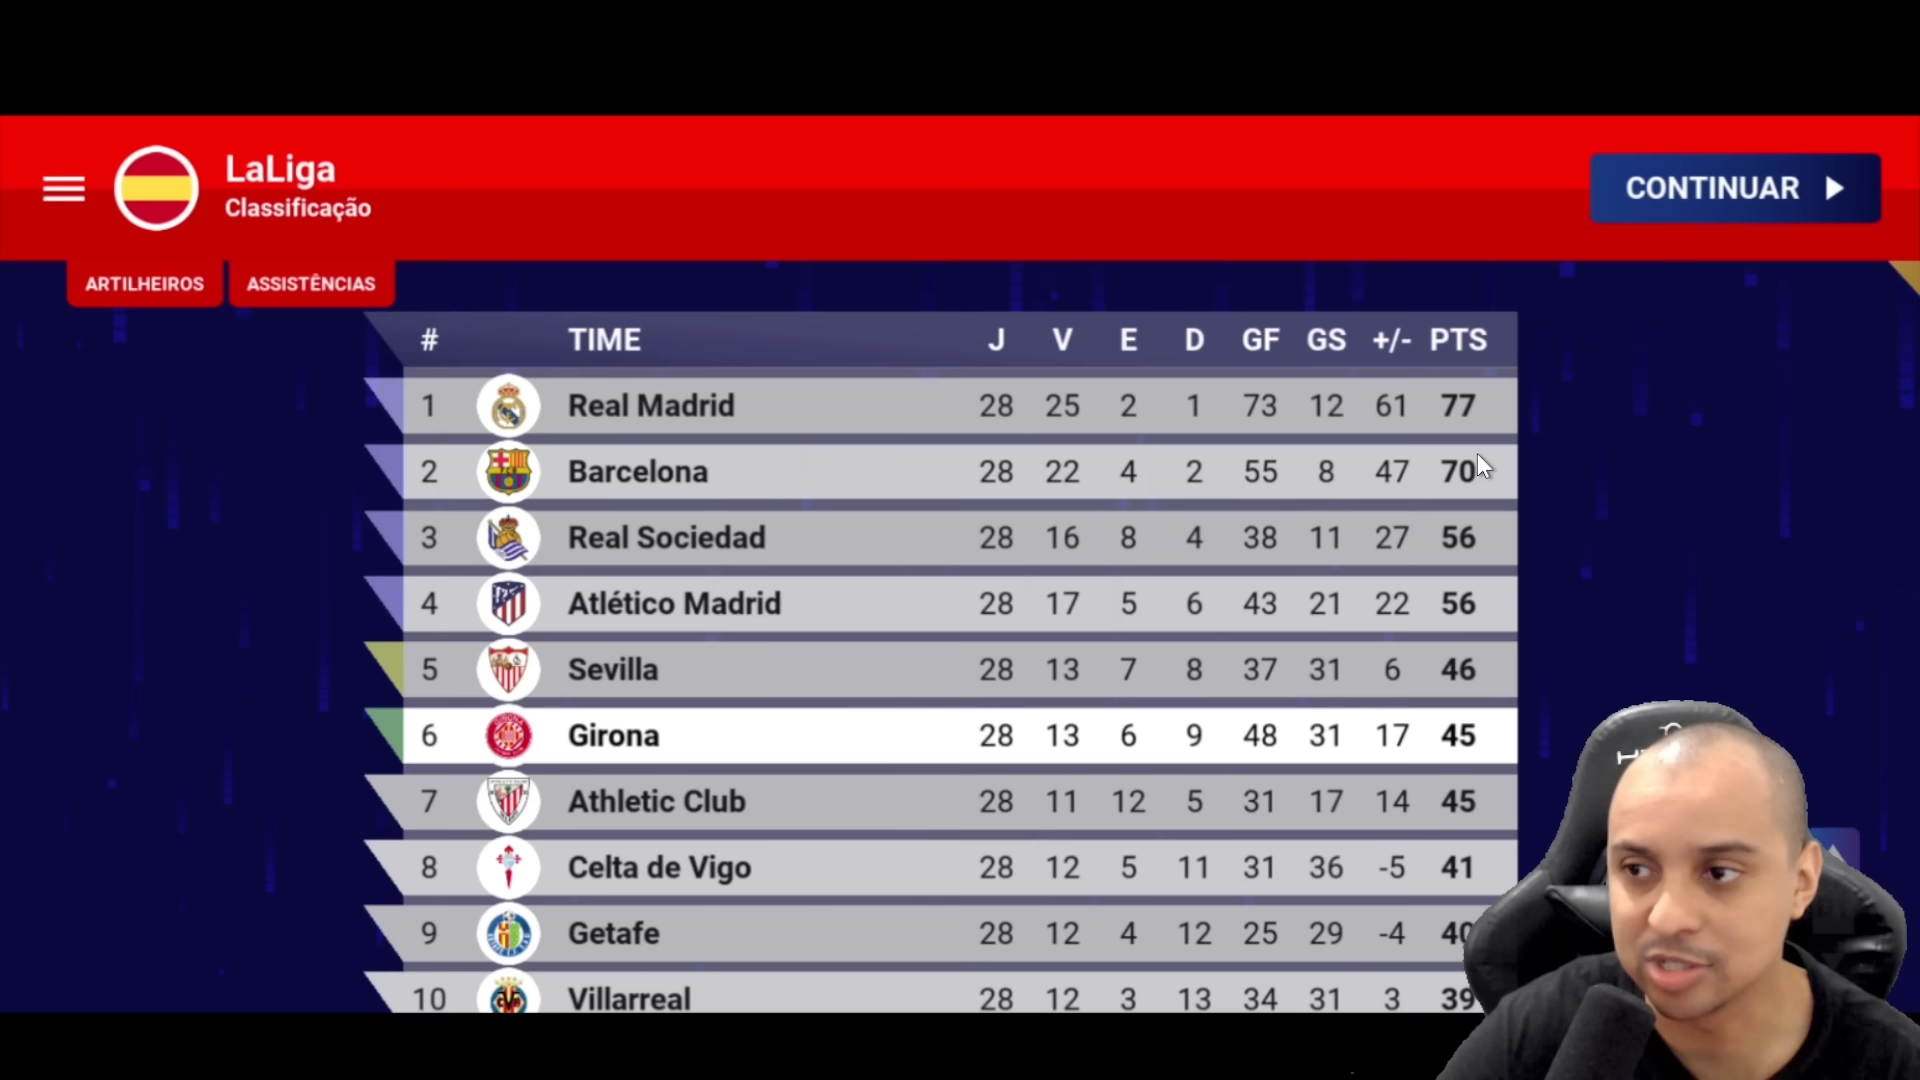 LaLiga
Classificação
CONTINUAR
ARTILHEIROS ASSISTÊNCIAS
# TIME J V E D GF GS +/- PTS
1 Real Madrid 28 25 2 1 73 12 61 77
2 Barcelona 28 22 4 2 55 8 47 70
3 Real Sociedad 28 16 8 4 38 11 27 56
4 Atlético Madrid 28 17 5 6 43 21 22 56
5 Sevilla 28 13 7 8 37 31 6 46
6 Girona 28 13 6 9 48 31 17 45
7 Athletic Club 28 11 12 5 31 17 14 45
8 Celta de Vigo 28 12 5 11 31 36 -5 41
9 Getafe 28 12 4 12 25 29 -4 40
10 Villarreal 28 12 3 13 34 31 3 39